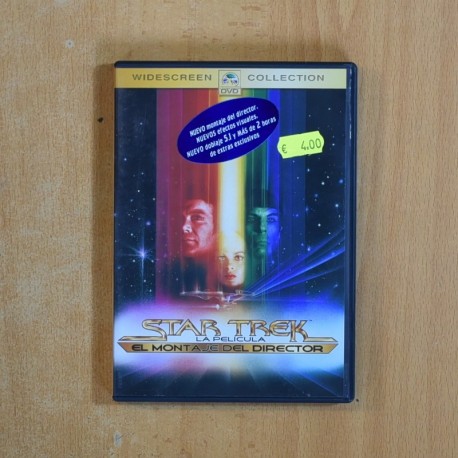 WIDESCREEN COLLECTION
DVD
NUEVO montaje del director.
NUEVOS efectos visuales.
NUEVO doblaje 5.1 y MÁS de 2 horas
de extras exclusivos
€ 4.00
STAR TREK
LA PELÍCULA
EL MONTAJE DEL DIRECTOR